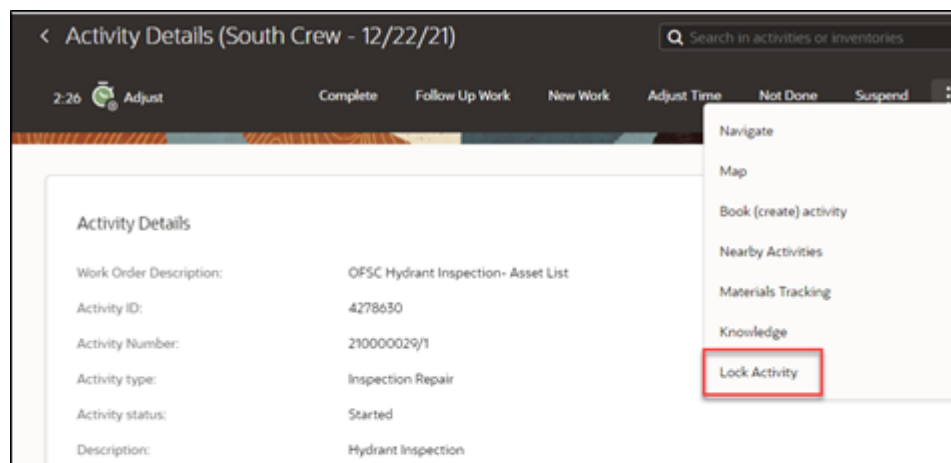 < Activity Details (South Crew - 12/22/21)
Search in activities or inventories
2:26 Adjust Complete Follow Up Work New Work Adjust Time Not Done Suspend
Navigate
Map
Book (create) activity
Nearby Activities
Materials Tracking
Knowledge
Lock Activity
Activity Details
Work Order Description: OFSC Hydrant Inspection- Asset List
Activity ID: 4278630
Activity Number: 210000029/1
Activity type: Inspection Repair
Activity status: Started
Description: Hydrant Inspection